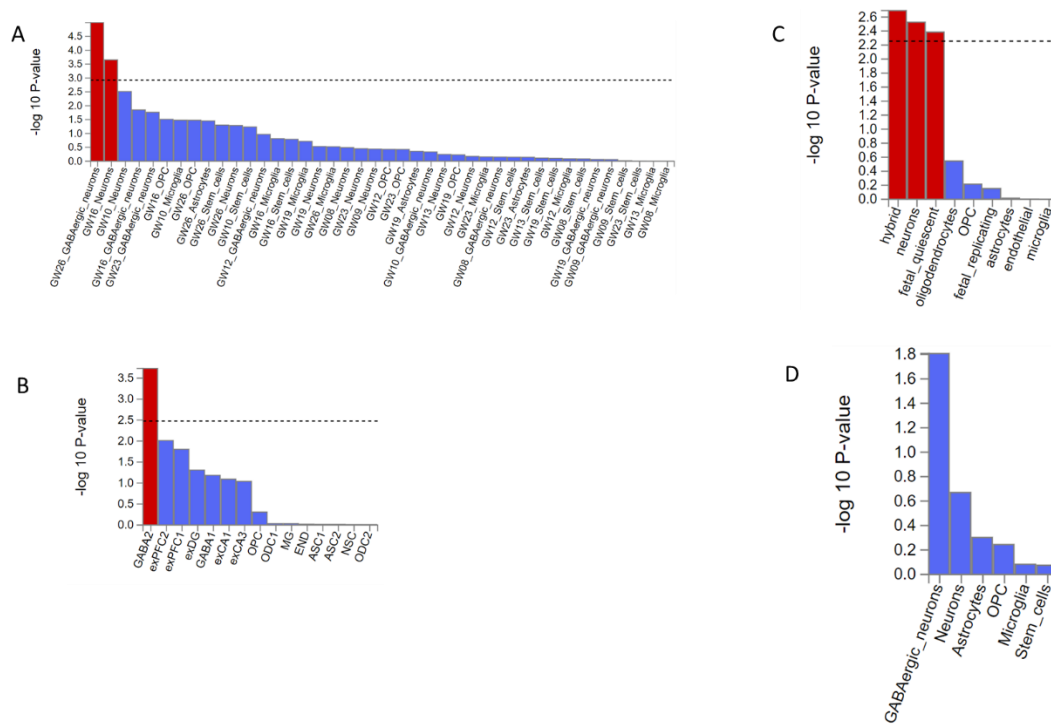 A
-log 10 P-value
4.5
4.0
3.5
3.0
2.5
2.0
1.5
1.0
0.5
0.0
GW26_GABAergic_neurons
GW16_Neurons
GW10_Neurons
GW16_GABAergic_neurons
GW23_GABAergic_neurons
GW16_OPC
GW10_Microglia
GW26_OPC
GW26_Astrocytes
GW26_Stem_cells
GW26_Neurons
GW10_Stem_cells
GW12_GABAergic_neurons
GW16_Microglia
GW16_Stem_cells
GW19_Microglia
GW19_Neurons
GW26_Microglia
GW08_Neurons
GW23_Neurons
GW09_Neurons
GW12_OPC
GW23_OPC
GW19_Astrocytes
GW10_GABAergic_neurons
GW13_Neurons
GW19_OPC
GW12_Neurons
GW23_Microglia
GW08_GABAergic_neurons
GW12_Stem_cells
GW23_Astrocytes
GW13_Stem_cells
GW19_Stem_cells
GW12_Microglia
GW08_Stem_cells
GW19_GABAergic_neurons
GW09_GABAergic_neurons
GW09_Stem_cells
GW23_Stem_cells
GW13_Microglia
GW08_Microglia
C
-log 10 P-value
2.6
2.4
2.2
2.0
1.8
1.6
1.4
1.2
1.0
0.8
0.6
0.4
0.2
0.0
hybrid
neurons
fetal_quiescent
oligodendrocytes
OPC
fetal_replicating
astrocytes
endothelial
microglia
B
-log 10 P-value
3.5
3.0
2.5
2.0
1.5
1.0
0.5
0.0
GABA2
exPFC2
exPFC1
exDG
GABA1
exCA1
exCA3
OPC
ODC1
MG
END
ASC1
ASC2
NSC
ODC2
D
-log 10 P-value
1.8
1.6
1.4
1.2
1.0
0.8
0.6
0.4
0.2
0.0
GABAergic_neurons
Neurons
Astrocytes
OPC
Microglia
Stem_cells